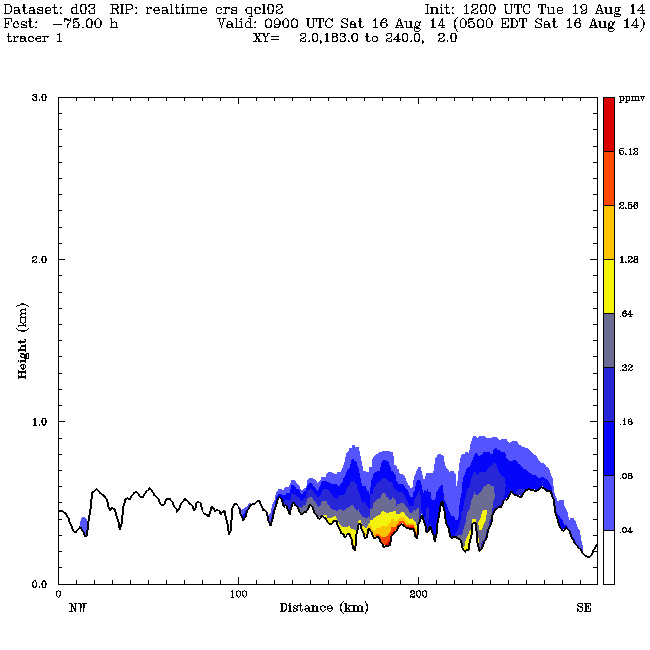 Dataset: d03 RIP: realtime crs qcl02 Init: 1200 UTC Tue 19 Aug 14
Fcst: -75.00 h Valid: 0900 UTC Sat 16 Aug 14 (0500 EDT Sat 16 Aug 14)
tracer 1 XY= 2.0,183.0 to 240.0, 2.0
3.0
ppmv
5.12
2.56
2.0
1.28
.64
Height (km)
.32
1.0
.16
.08
.04
0.0
0 100 200
NW Distance (km) SE